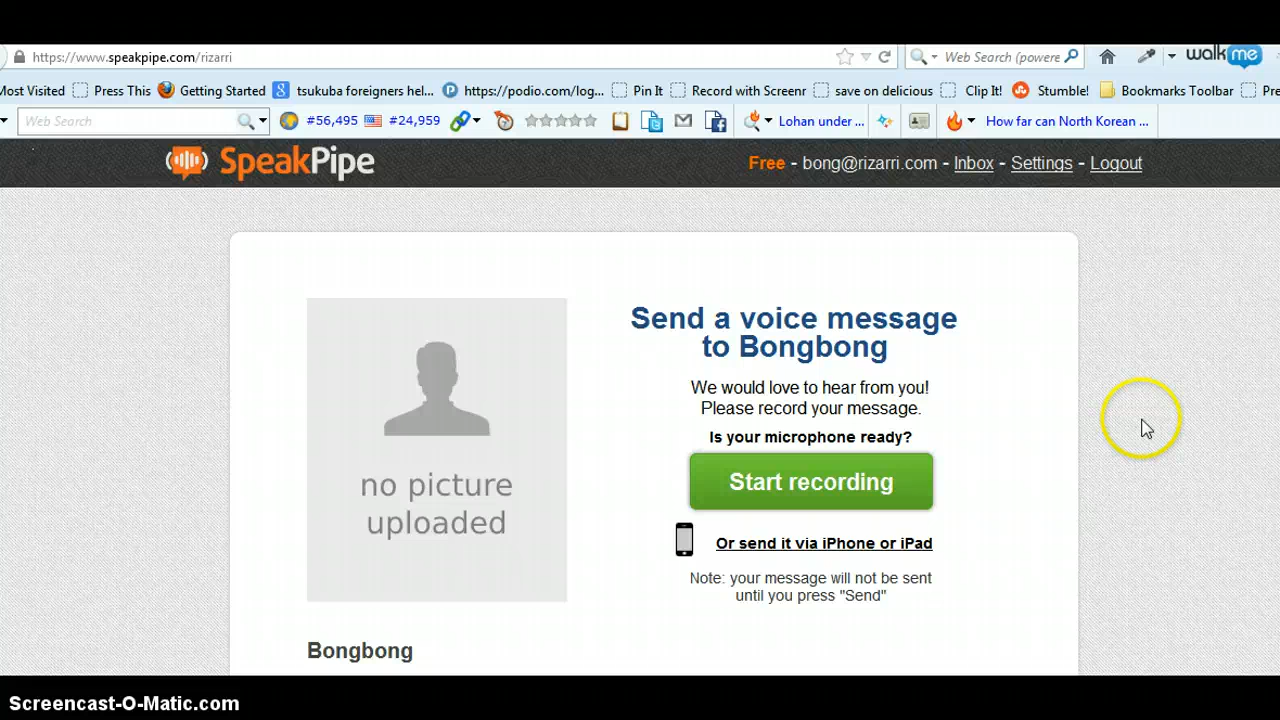 https://www.speakpipe.com/rizarri
Web Search (powere
walkme
Most Visited Press This Getting Started tsukuba foreigners hel... https://podio.com/log... Pin It Record with Screenr save on delicious Clip It! Stumble! Bookmarks Toolbar Pre
Web Search #56,495 #24,959 Lohan under ... How far can North Korean ...
SpeakPipe
Free - bong@rizarri.com - Inbox - Settings - Logout
no picture
uploaded
Send a voice message
to Bongbong
We would love to hear from you!
Please record your message.
Is your microphone ready?
Start recording
Or send it via iPhone or iPad
Note: your message will not be sent
until you press "Send"
Bongbong
Screencast-O-Matic.com